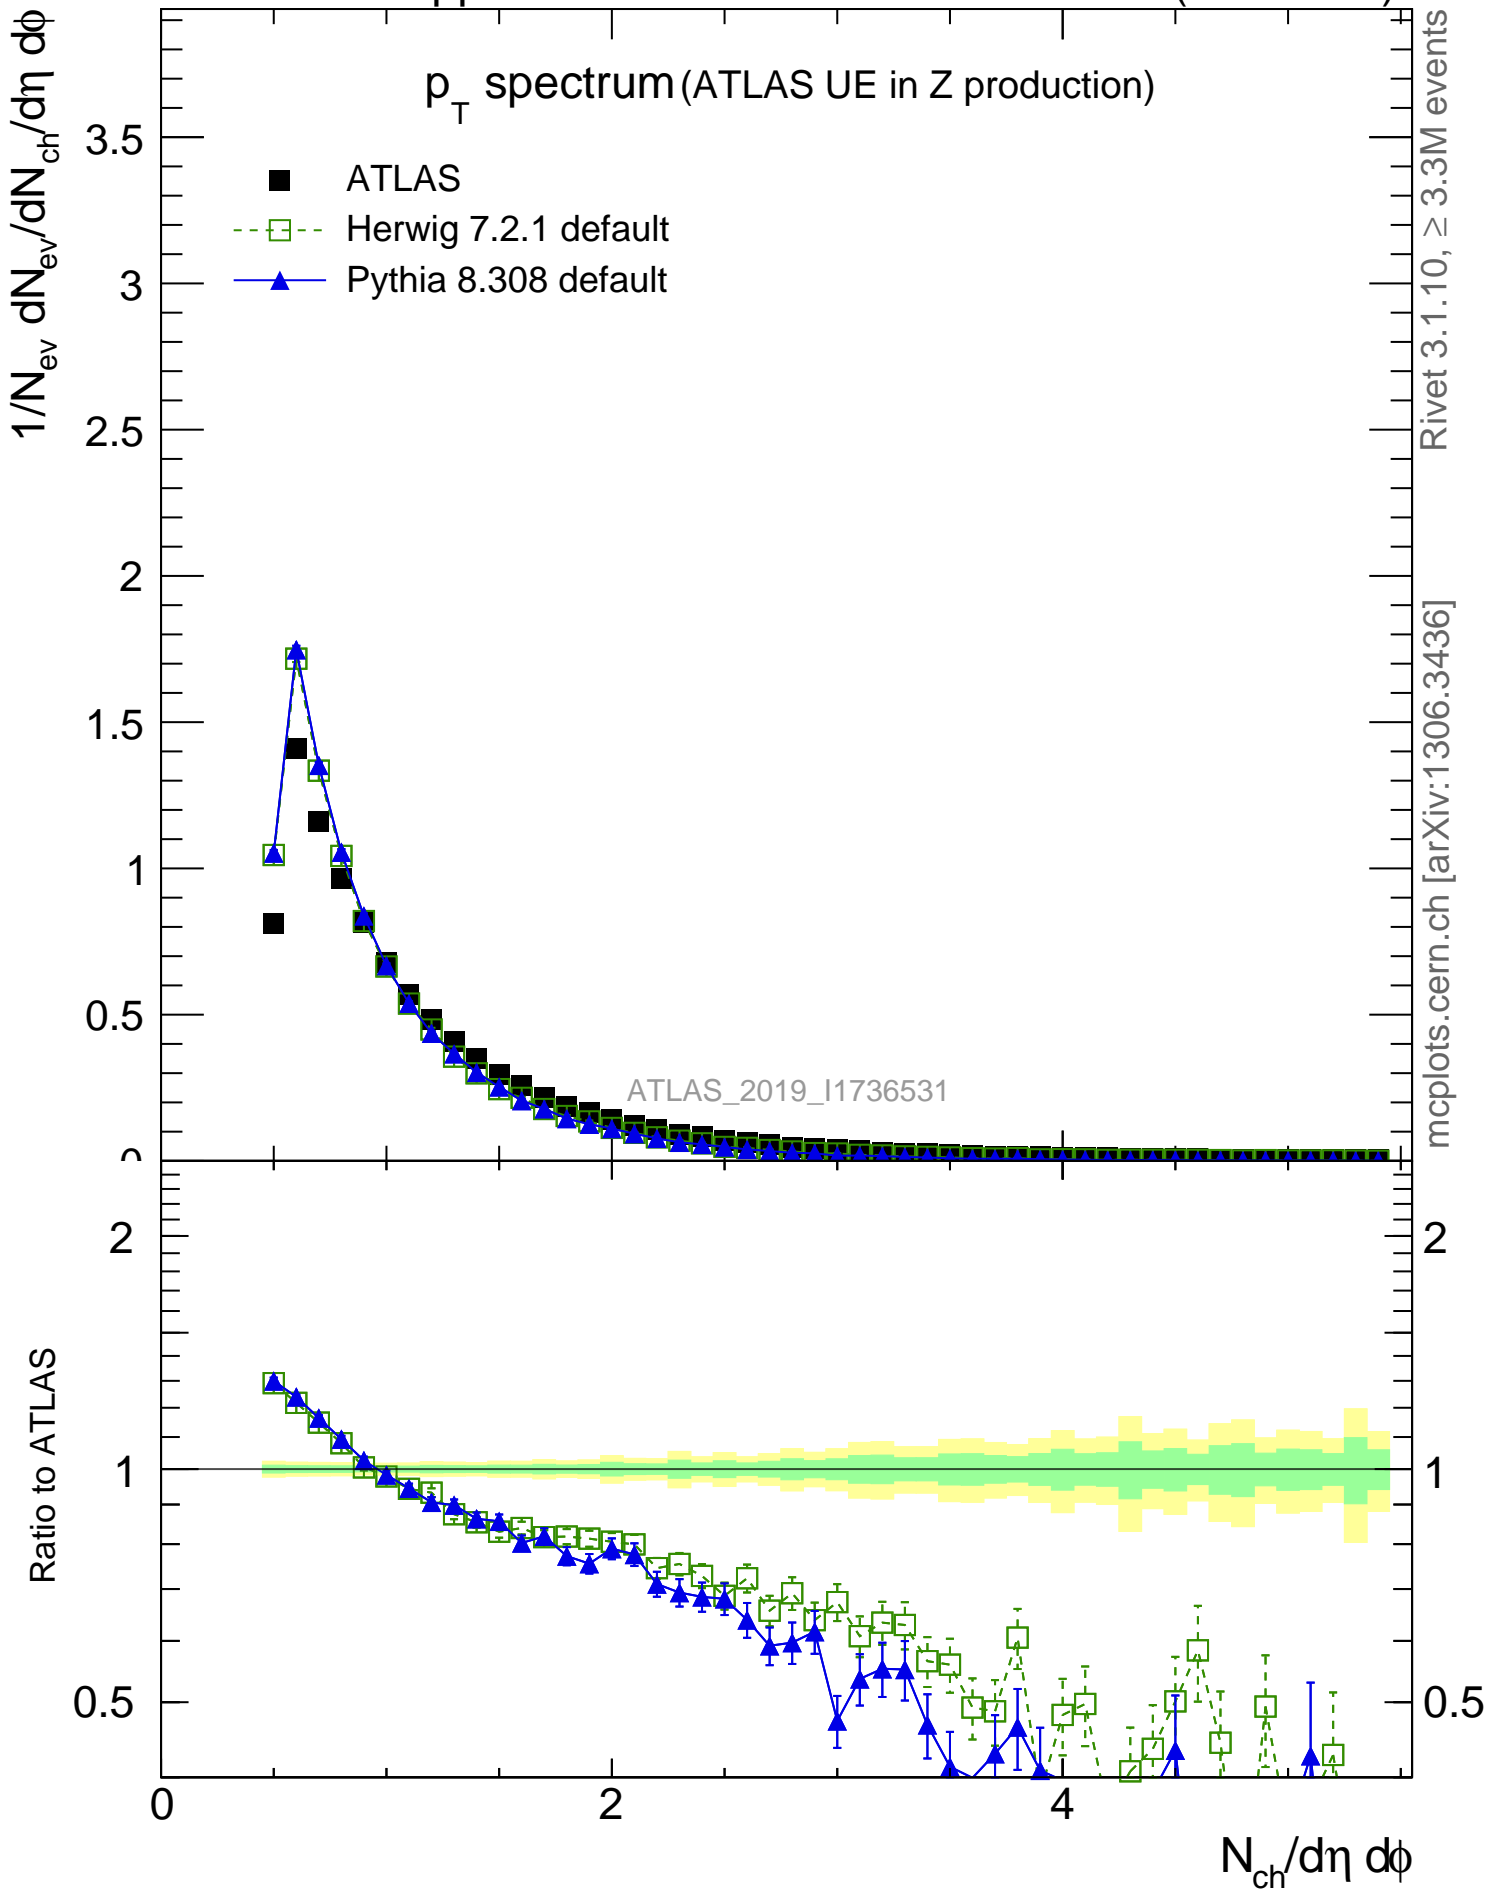 pp
p_T spectrum (ATLAS UE in Z production)
ATLAS
Herwig 7.2.1 default
Pythia 8.308 default
1/N_ev dN_ev/dN_ch/dη dϕ
3.5
3
2.5
2
1.5
1
0.5
0
ATLAS_2019_I1736531
Rivet 3.1.10, ≥ 3.3M events
mcplots.cern.ch [arXiv:1306.3436]
Ratio to ATLAS
2
1
0.5
2
1
0.5
0
2
4
N_ch/dη dϕ